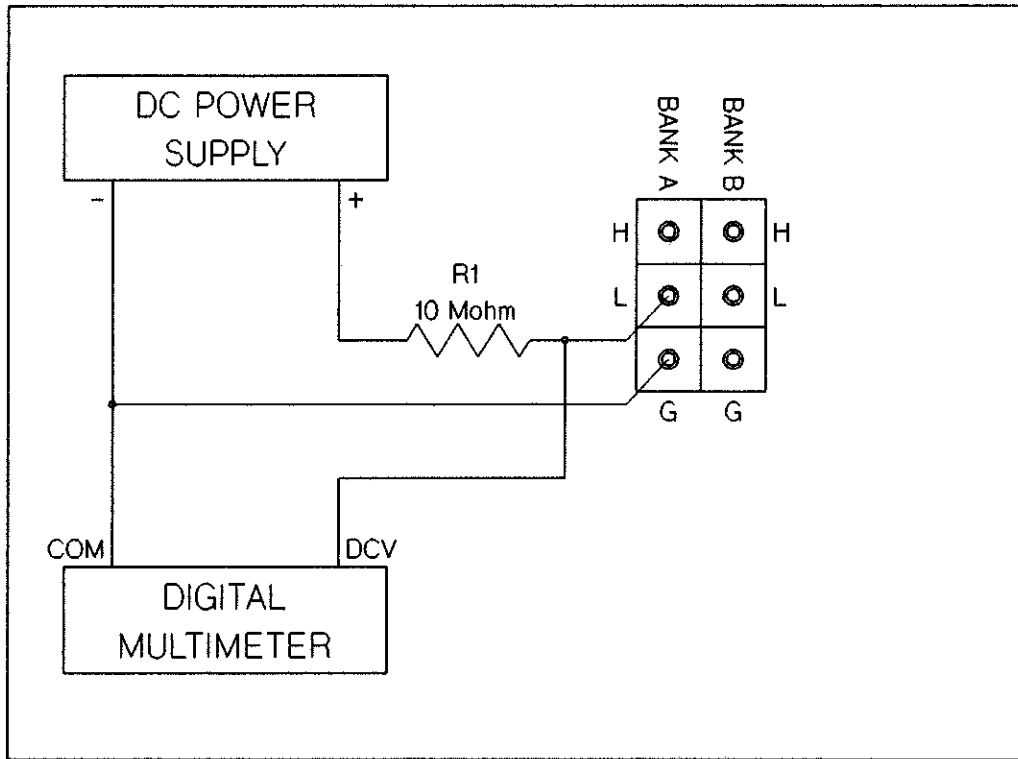 DC POWER
SUPPLY
-
+
BANK A
BANK B
H
H
R1
10 Mohm
L
L
G
G
COM
DCV
DIGITAL
MULTIMETER